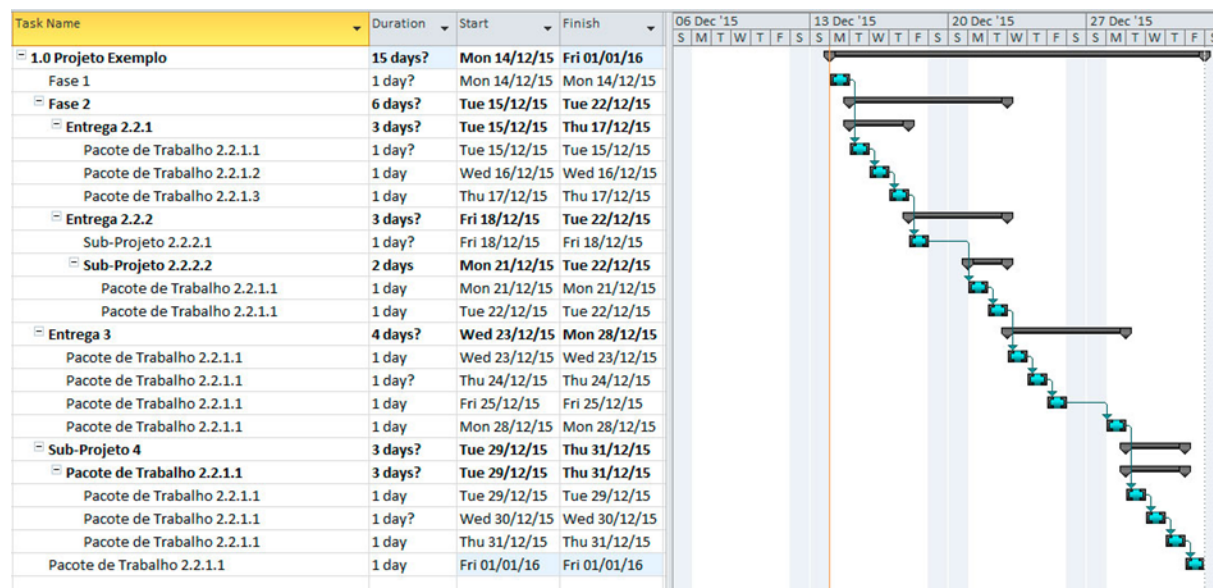 Task Name Duration Start Finish 06 Dec '15 13 Dec '15 20 Dec '15 27 Dec '15
S M T W T F S S M T W T F S S M T W T F S S M T W T F S
1.0 Projeto Exemplo 15 days? Mon 14/12/15 Fri 01/01/16
Fase 1 1 day? Mon 14/12/15 Mon 14/12/15
Fase 2 6 days? Tue 15/12/15 Tue 22/12/15
Entrega 2.2.1 3 days? Tue 15/12/15 Thu 17/12/15
Pacote de Trabalho 2.2.1.1 1 day? Tue 15/12/15 Tue 15/12/15
Pacote de Trabalho 2.2.1.2 1 day Wed 16/12/15 Wed 16/12/15
Pacote de Trabalho 2.2.1.3 1 day Thu 17/12/15 Thu 17/12/15
Entrega 2.2.2 3 days? Fri 18/12/15 Tue 22/12/15
Sub-Projeto 2.2.2.1 1 day? Fri 18/12/15 Fri 18/12/15
Sub-Projeto 2.2.2.2 2 days Mon 21/12/15 Tue 22/12/15
Pacote de Trabalho 2.2.1.1 1 day Mon 21/12/15 Mon 21/12/15
Pacote de Trabalho 2.2.1.1 1 day Tue 22/12/15 Tue 22/12/15
Entrega 3 4 days? Wed 23/12/15 Mon 28/12/15
Pacote de Trabalho 2.2.1.1 1 day Wed 23/12/15 Wed 23/12/15
Pacote de Trabalho 2.2.1.1 1 day? Thu 24/12/15 Thu 24/12/15
Pacote de Trabalho 2.2.1.1 1 day Fri 25/12/15 Fri 25/12/15
Pacote de Trabalho 2.2.1.1 1 day Mon 28/12/15 Mon 28/12/15
Sub-Projeto 4 3 days? Tue 29/12/15 Thu 31/12/15
Pacote de Trabalho 2.2.1.1 3 days? Tue 29/12/15 Thu 31/12/15
Pacote de Trabalho 2.2.1.1 1 day Tue 29/12/15 Tue 29/12/15
Pacote de Trabalho 2.2.1.1 1 day? Wed 30/12/15 Wed 30/12/15
Pacote de Trabalho 2.2.1.1 1 day Thu 31/12/15 Thu 31/12/15
Pacote de Trabalho 2.2.1.1 1 day Fri 01/01/16 Fri 01/01/16